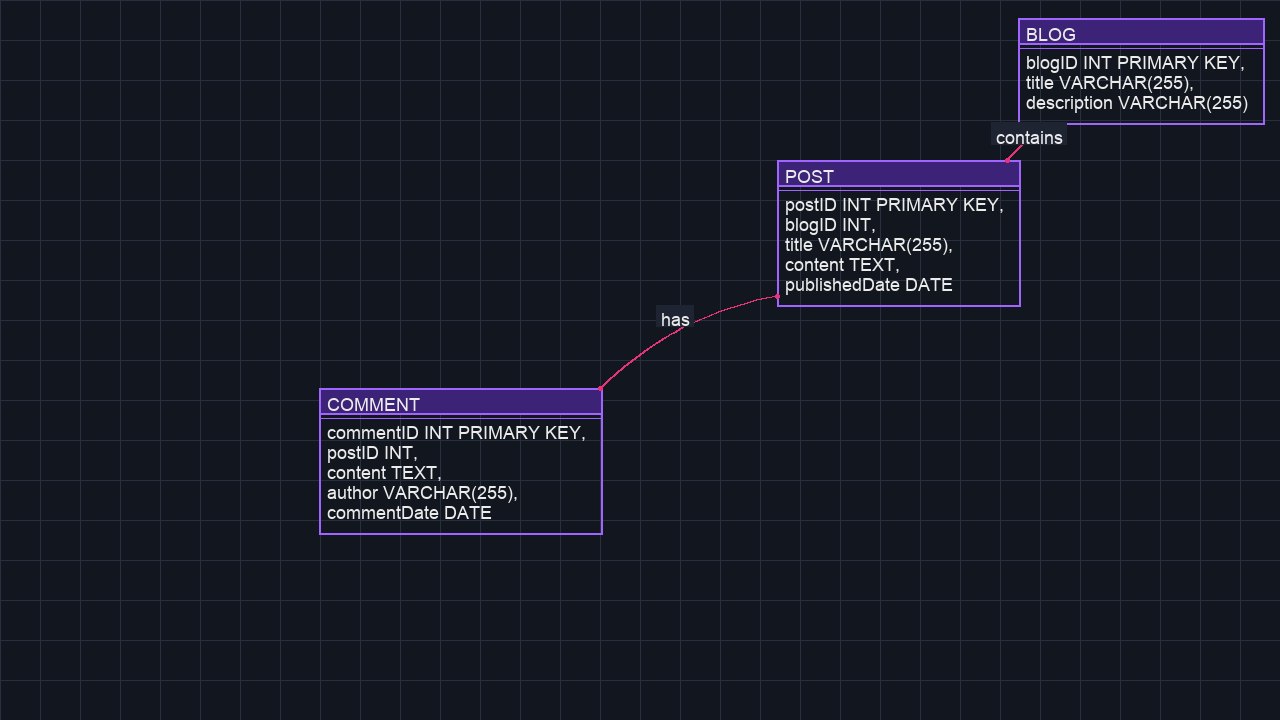 BLOG
blogID INT PRIMARY KEY,
title VARCHAR(255),
description VARCHAR(255)
contains
POST
postID INT PRIMARY KEY,
blogID INT,
title VARCHAR(255),
content TEXT,
publishedDate DATE
has
COMMENT
commentID INT PRIMARY KEY,
postID INT,
content TEXT,
author VARCHAR(255),
commentDate DATE